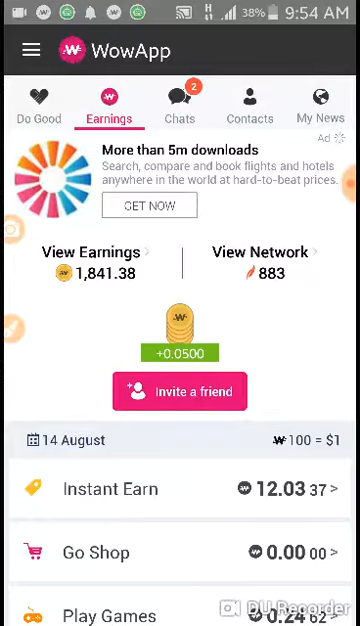 38% 9:54 AM
WowApp
2
Do Good Earnings Chats Contacts My News
Ad
More than 5m downloads
Search, compare and book flights and hotels
anywhere in the world at hard-to-beat prices.
GET NOW
View Earnings View Network
1,841.38 883
+0.0500
Invite a friend
14 August W100 = $1
Instant Earn 12.03 37 >
Go Shop 0.00 00 >
Play Games 0.24 62 >
DU Recorder